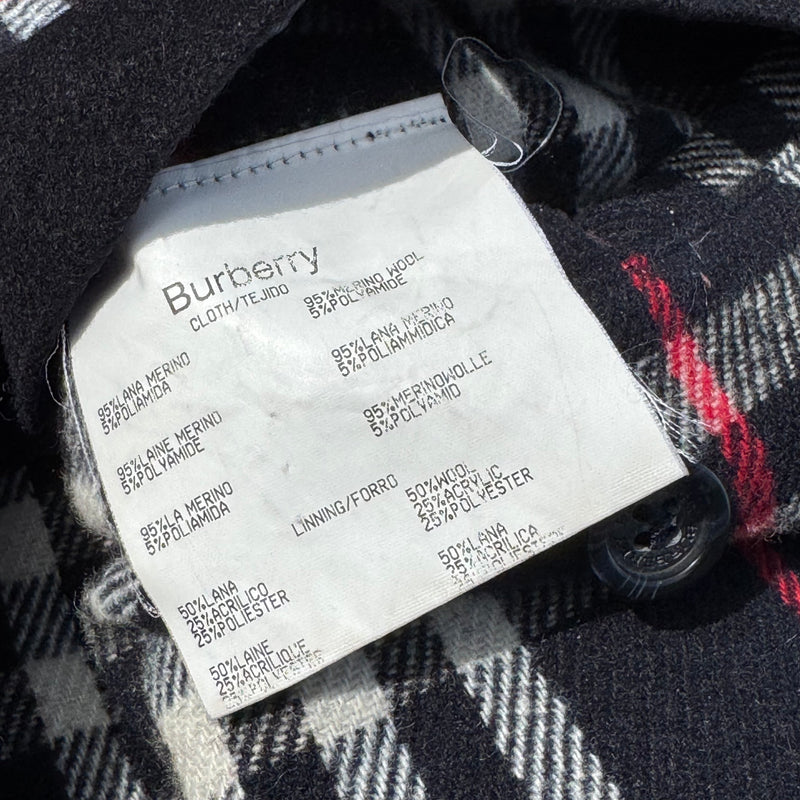 Burberry
CLOTH/TEJIDO
95%MERINO WOOL
5%POLYAMIDE
95%LANA MERINO
5%POLIAMIDA
95%LANA MERINO
5%POLIAMMIDICA
95%LAINE MERINO
5%POLYAMIDE
95%MERINOWOLLE
5%POLYAMID
95%LA MERINO
5%POLIAMIDA
LINNING/FORRO
50%WOOL
25%ACRYLIC
25%POLYESTER
50%LANA
25%ACRILICO
25%POLIESTER
50%LANA
25%ACRILICA
50%LAINE
25%ACRILIQUE